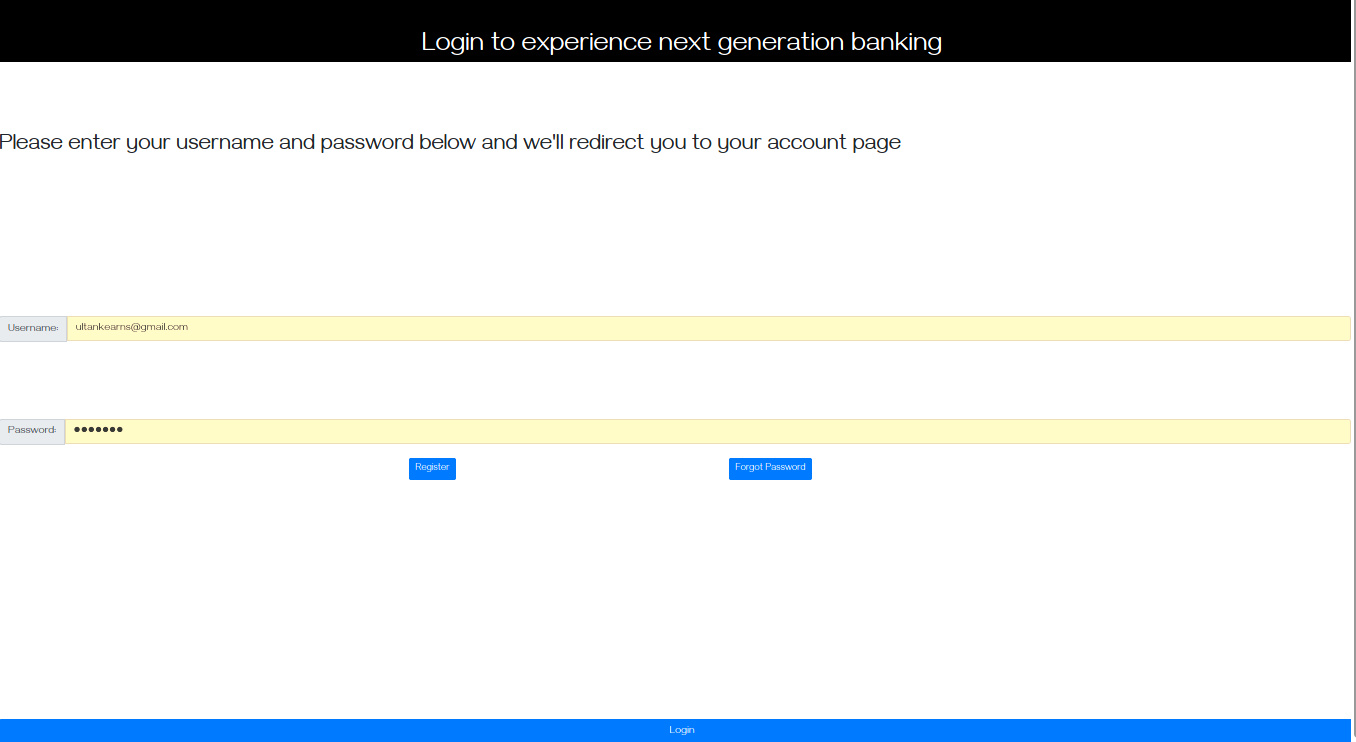 Login to experience next generation banking
Please enter your username and password below and we'll redirect you to your account page
Username: ultankearns@gmail.com
Password: •••••••
Register Forgot Password
Login